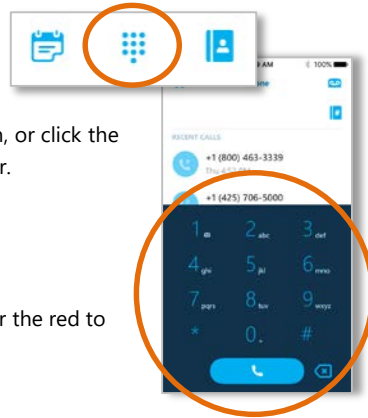 AM 100%
one
n, or click the
r.
RECENT CALLS
+1 (800) 463-3339
+1 (425) 706-5000
1
2 abc
3 def
4 ghi
5 jkl
6 mno
7 pqrs
8 tuv
9 wxyz
r the red to
* 0 #